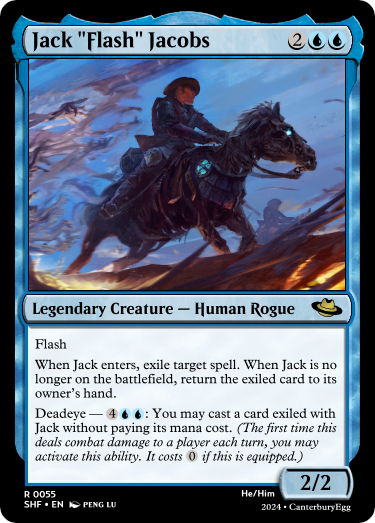 Jack "Flash" Jacobs 2
Legendary Creature — Human Rogue
Flash
When Jack enters, exile target spell. When Jack is no
longer on the battlefield, return the exiled card to its
owner's hand.
Deadeye — 4: You may cast a card exiled with
Jack without paying its mana cost. (The first time this
deals combat damage to a player each turn, you may
activate this ability. It costs 0 if this is equipped.)
2/2
R 0055 He/Him
SHF • EN PENG LU 2024 • CanterburyEgg